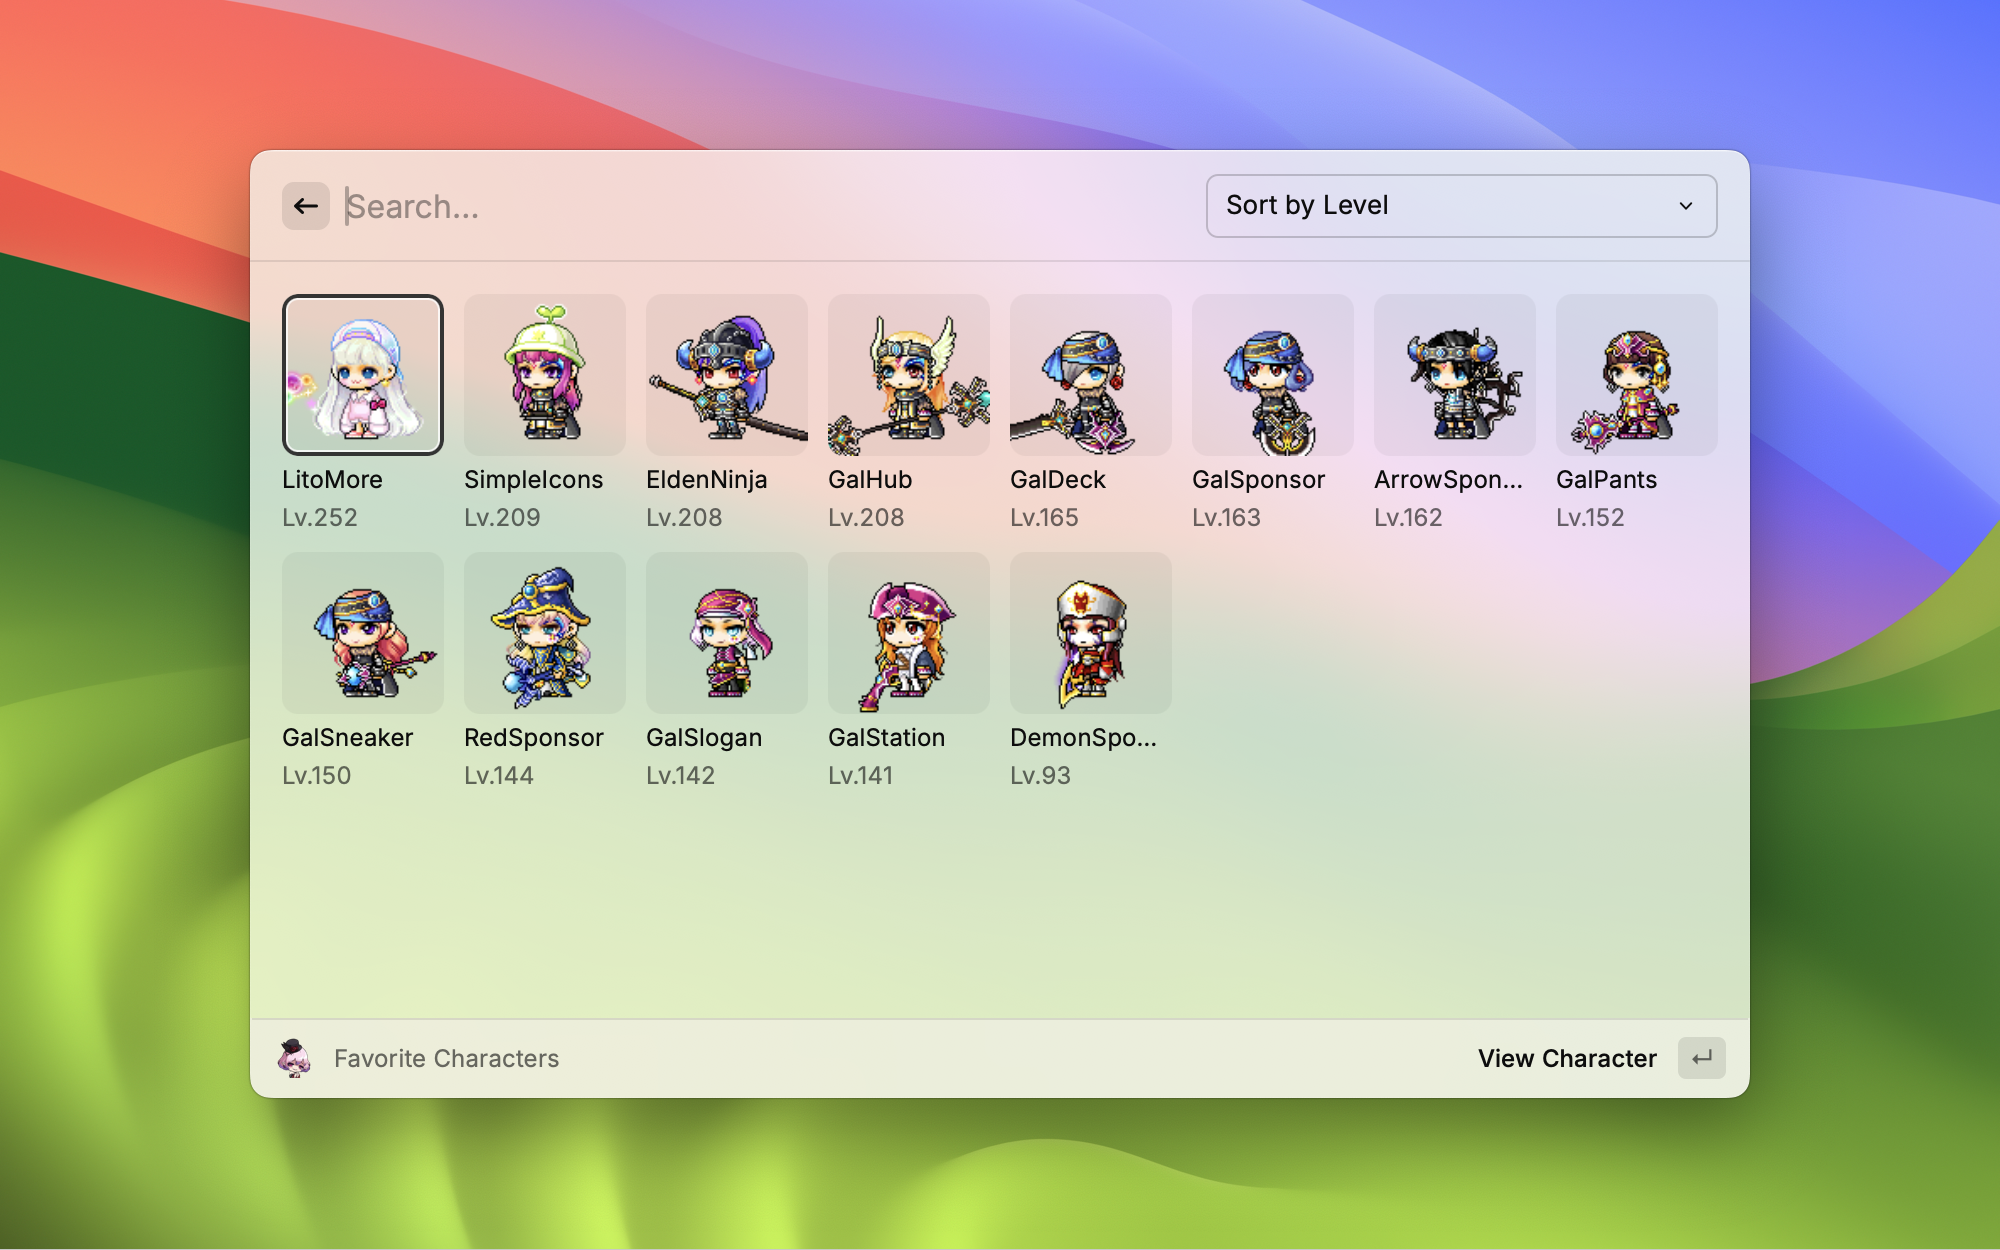 Search...
Sort by Level
LitoMore
Lv.252
SimpleIcons
Lv.209
EldenNinja
Lv.208
GalHub
Lv.208
GalDeck
Lv.165
GalSponsor
Lv.163
ArrowSpon...
Lv.162
GalPants
Lv.152
GalSneaker
Lv.150
RedSponsor
Lv.144
GalSlogan
Lv.142
GalStation
Lv.141
DemonSpo...
Lv.93
Favorite Characters
View Character